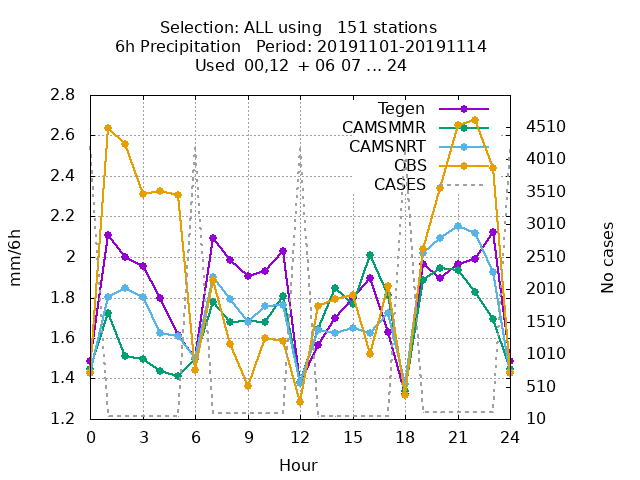 Selection: ALL using 151 stations
6h Precipitation Period: 20191101-20191114
Used 00,12 + 06 07 ... 24
Tegen
CAMSMMR
CAMSNRT
OBS
CASES
mm/6h
2.8
2.6
2.4
2.2
2
1.8
1.6
1.4
1.2
No cases
4510
4010
3510
3010
2510
2010
1510
1010
510
10
0 3 6 9 12 15 18 21 24
Hour